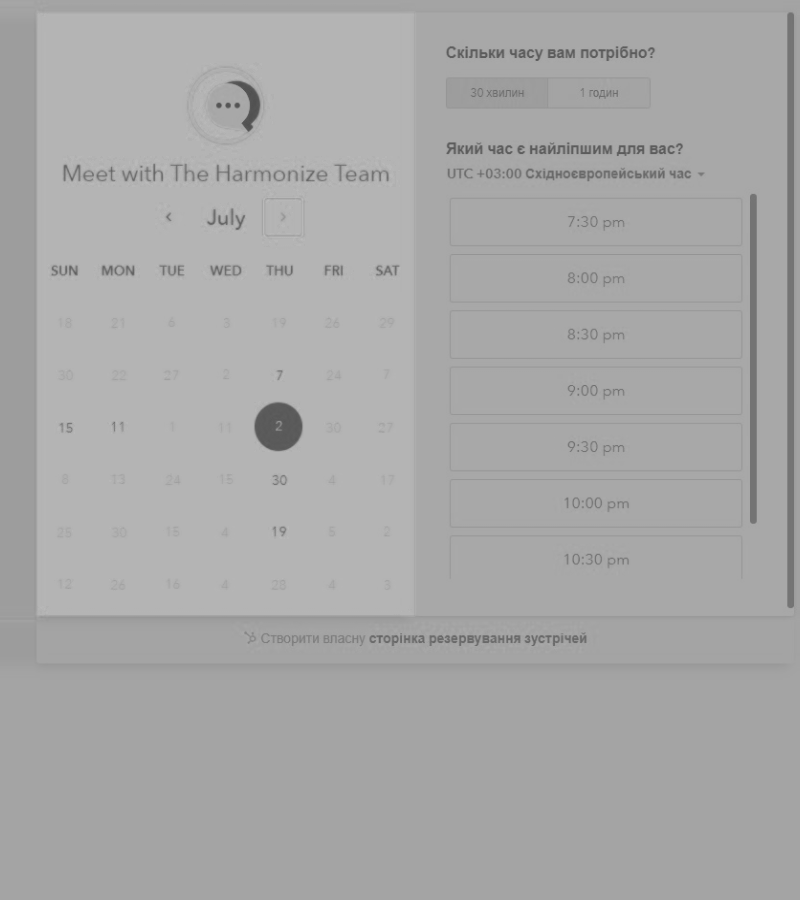 Meet with The Harmonize Team
July
SUN MON TUE WED THU FRI SAT
18 21 6 3 19 26 29
30 22 27 2 7 24 7
15 11 1 11 2 30 27
8 13 24 15 30 4 17
25 30 15 4 19 5 2
12 26 16 4 28 4 3
Скільки часу вам потрібно?
30 хвилин 1 годин
Який час є найліпшим для вас?
UTC +03:00 Східноєвропейський час
7:30 pm
8:00 pm
8:30 pm
9:00 pm
9:30 pm
10:00 pm
10:30 pm
Створити власну сторінка резервування зустрічей